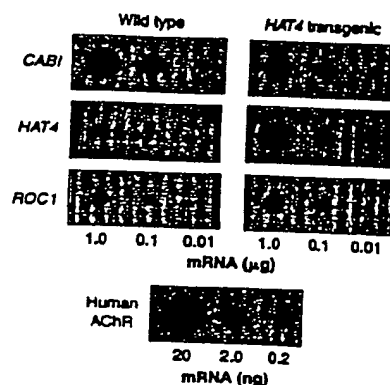 Wild type HAT4 transgenic
CABI
HAT4
ROC1
1.0 0.1 0.01 1.0 0.1 0.01
mRNA (μg)
Human
AChR
20 2.0 0.2
mRNA (ng)